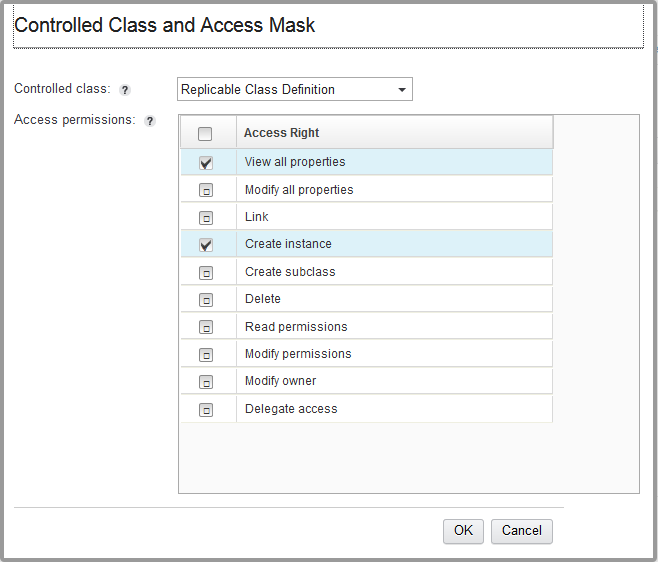 Controlled Class and Access Mask
Controlled class: ?
Replicable Class Definition
Access permissions: ?
Access Right
View all properties
Modify all properties
Link
Create instance
Create subclass
Delete
Read permissions
Modify permissions
Modify owner
Delegate access
OK Cancel